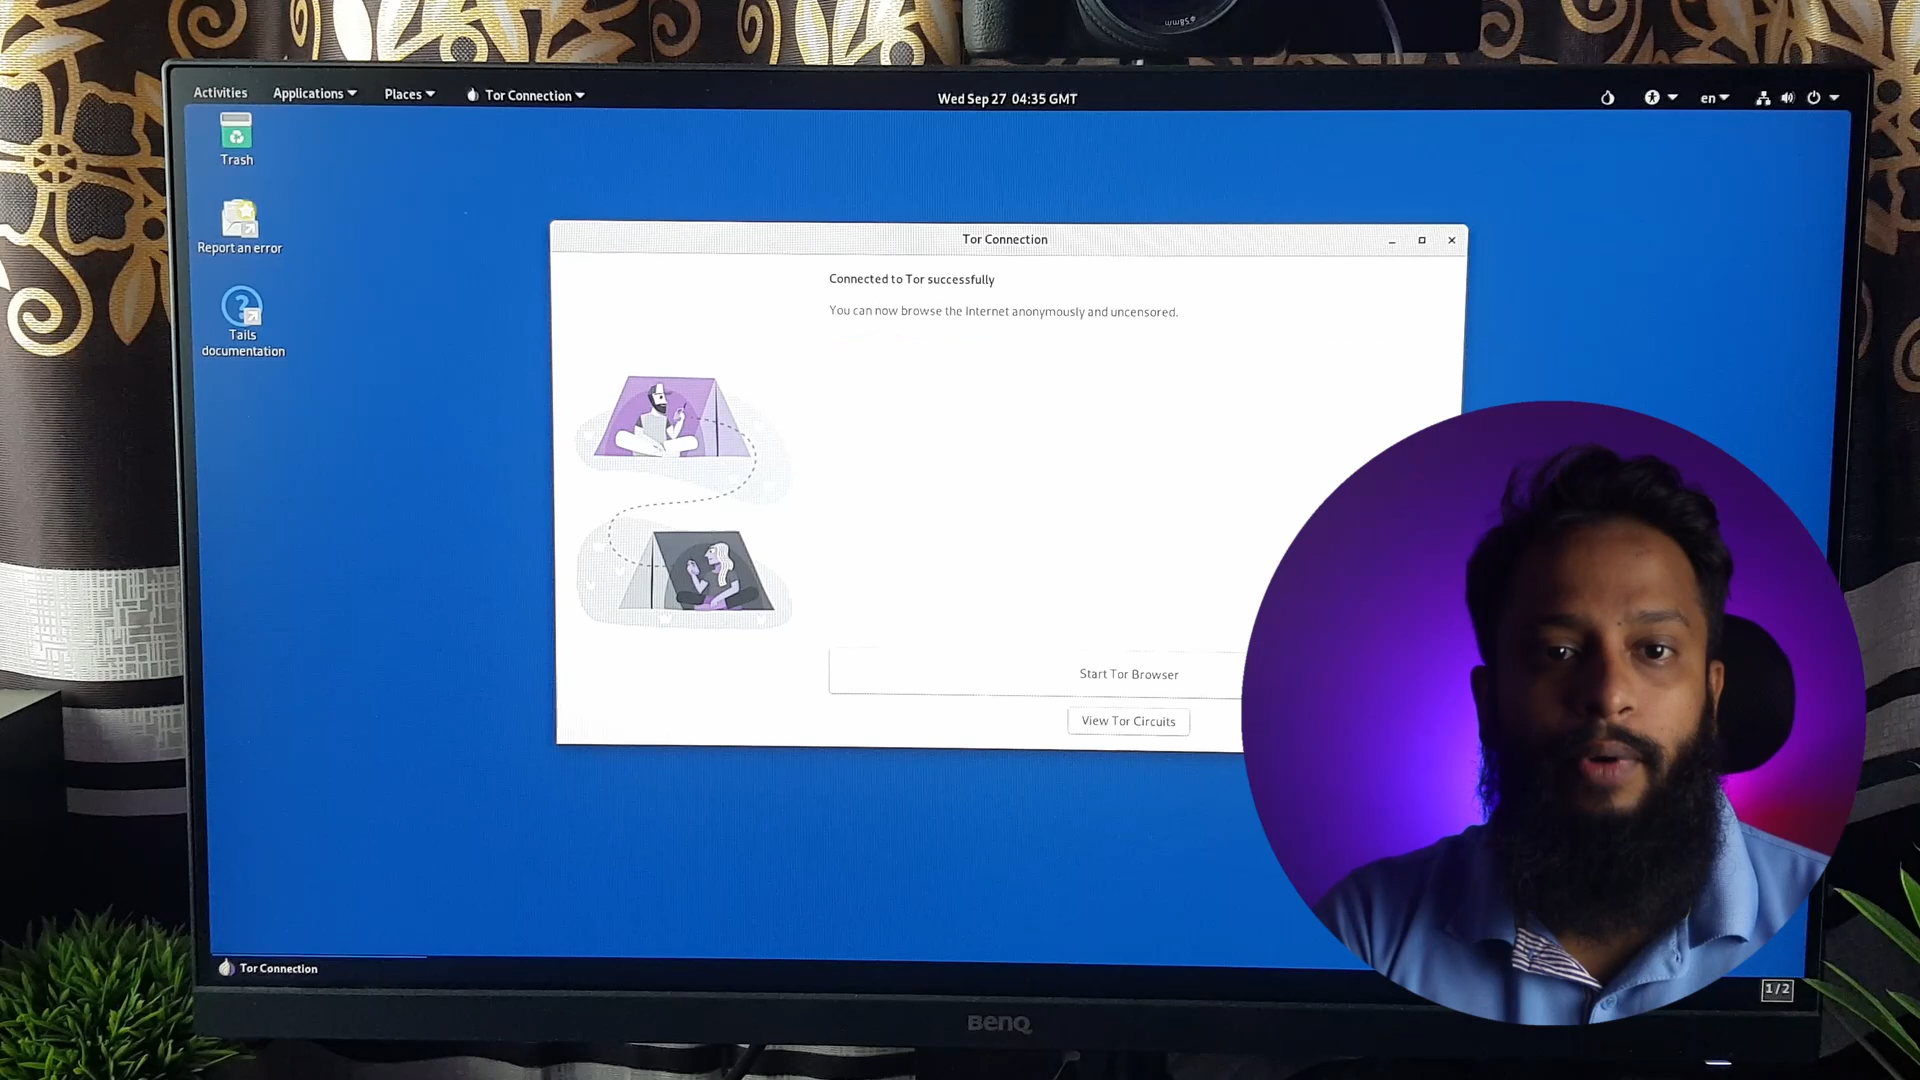 58mm
Activities Applications Places Tor Connection Wed Sep 27 04:35 GMT en
Trash
Report an error
Tails
documentation
Tor Connection
Connected to Tor successfully
You can now browse the Internet anonymously and uncensored.
Start Tor Browser
View Tor Circuits
Tor Connection
1/2
BenQ